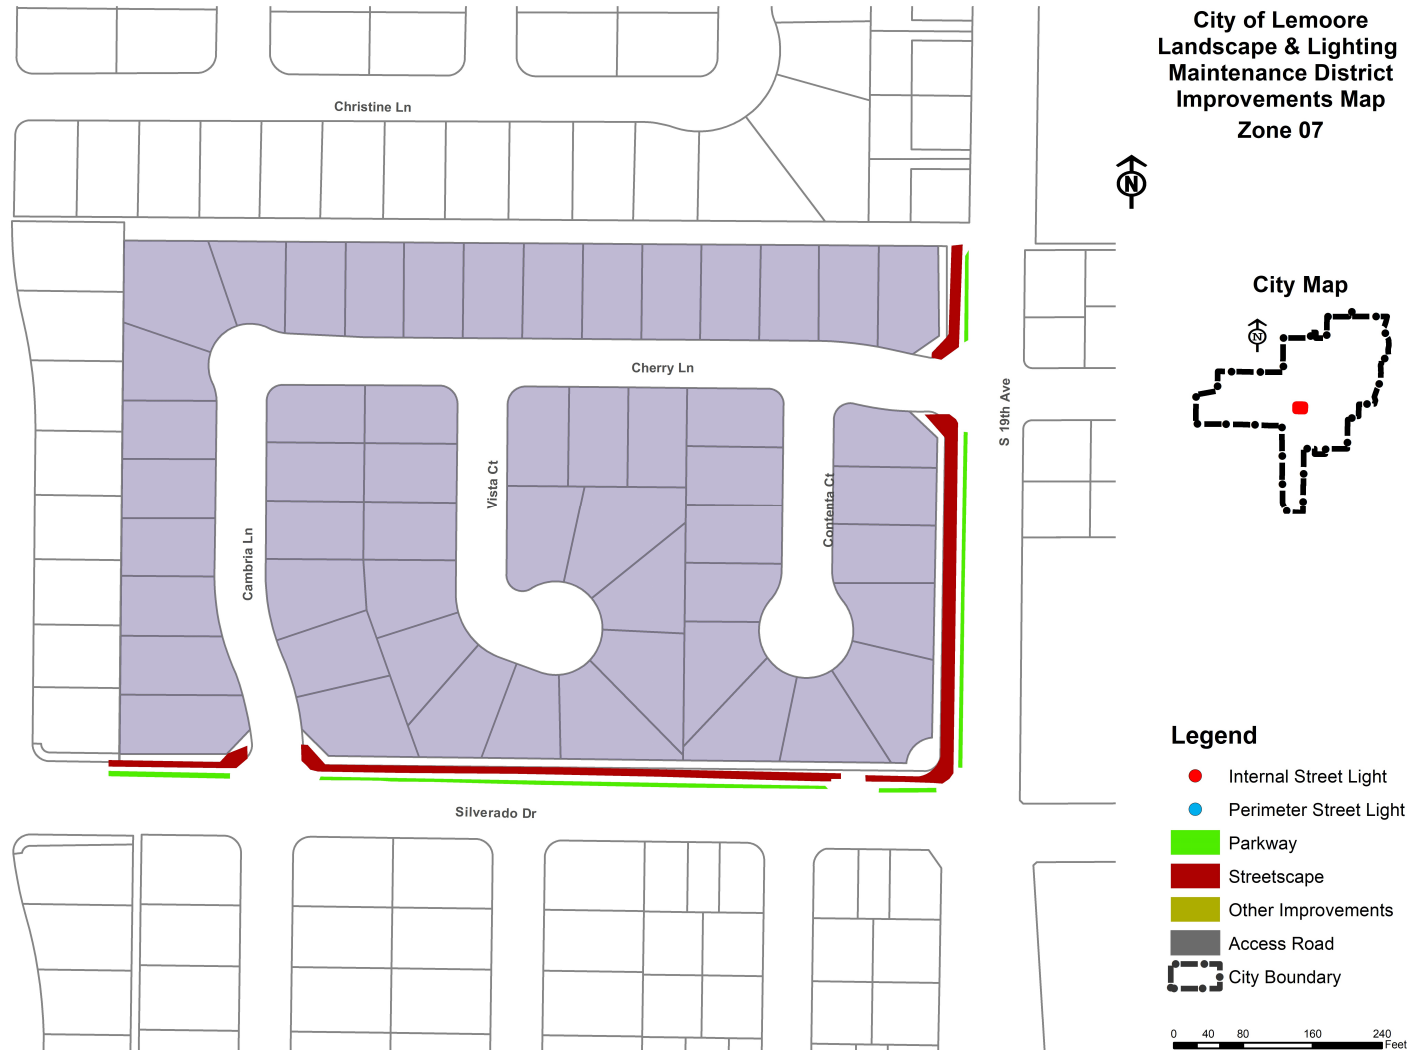 City of Lemoore
Landscape & Lighting
Maintenance District
Improvements Map
Zone 07
N
Christine Ln
Cherry Ln
S 19th Ave
Vista Ct
Contenta Ct
Cambria Ln
Silverado Dr
City Map
N
Legend
Internal Street Light
Perimeter Street Light
Parkway
Streetscape
Other Improvements
Access Road
City Boundary
0 40 80 160 240
Feet